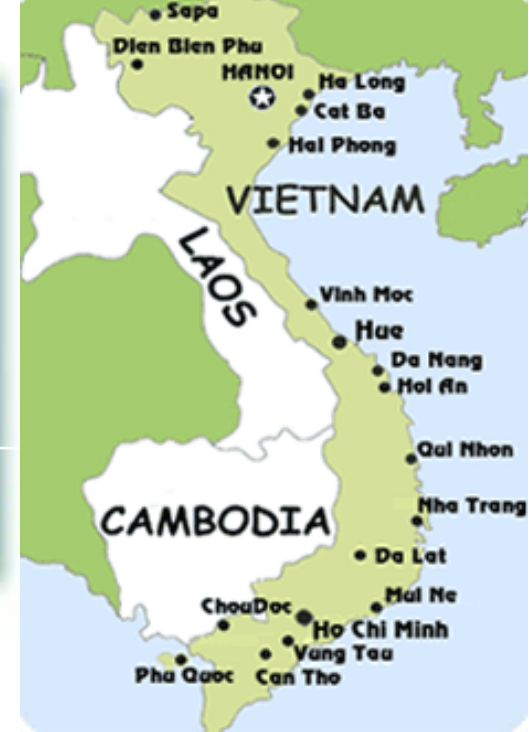 Sapa
Dien Bien Phu
HANOI
Ha Long
Cat Ba
Hai Phong
VIETNAM
LAOS
Vinh Moc
Hue
Da Nang
Hoi An
Qui Nhon
Nha Trang
CAMBODIA
Da Lat
Mui Ne
ChouDoc
Ho Chi Minh
Vung Tau
Phu Quoc
Can Tho